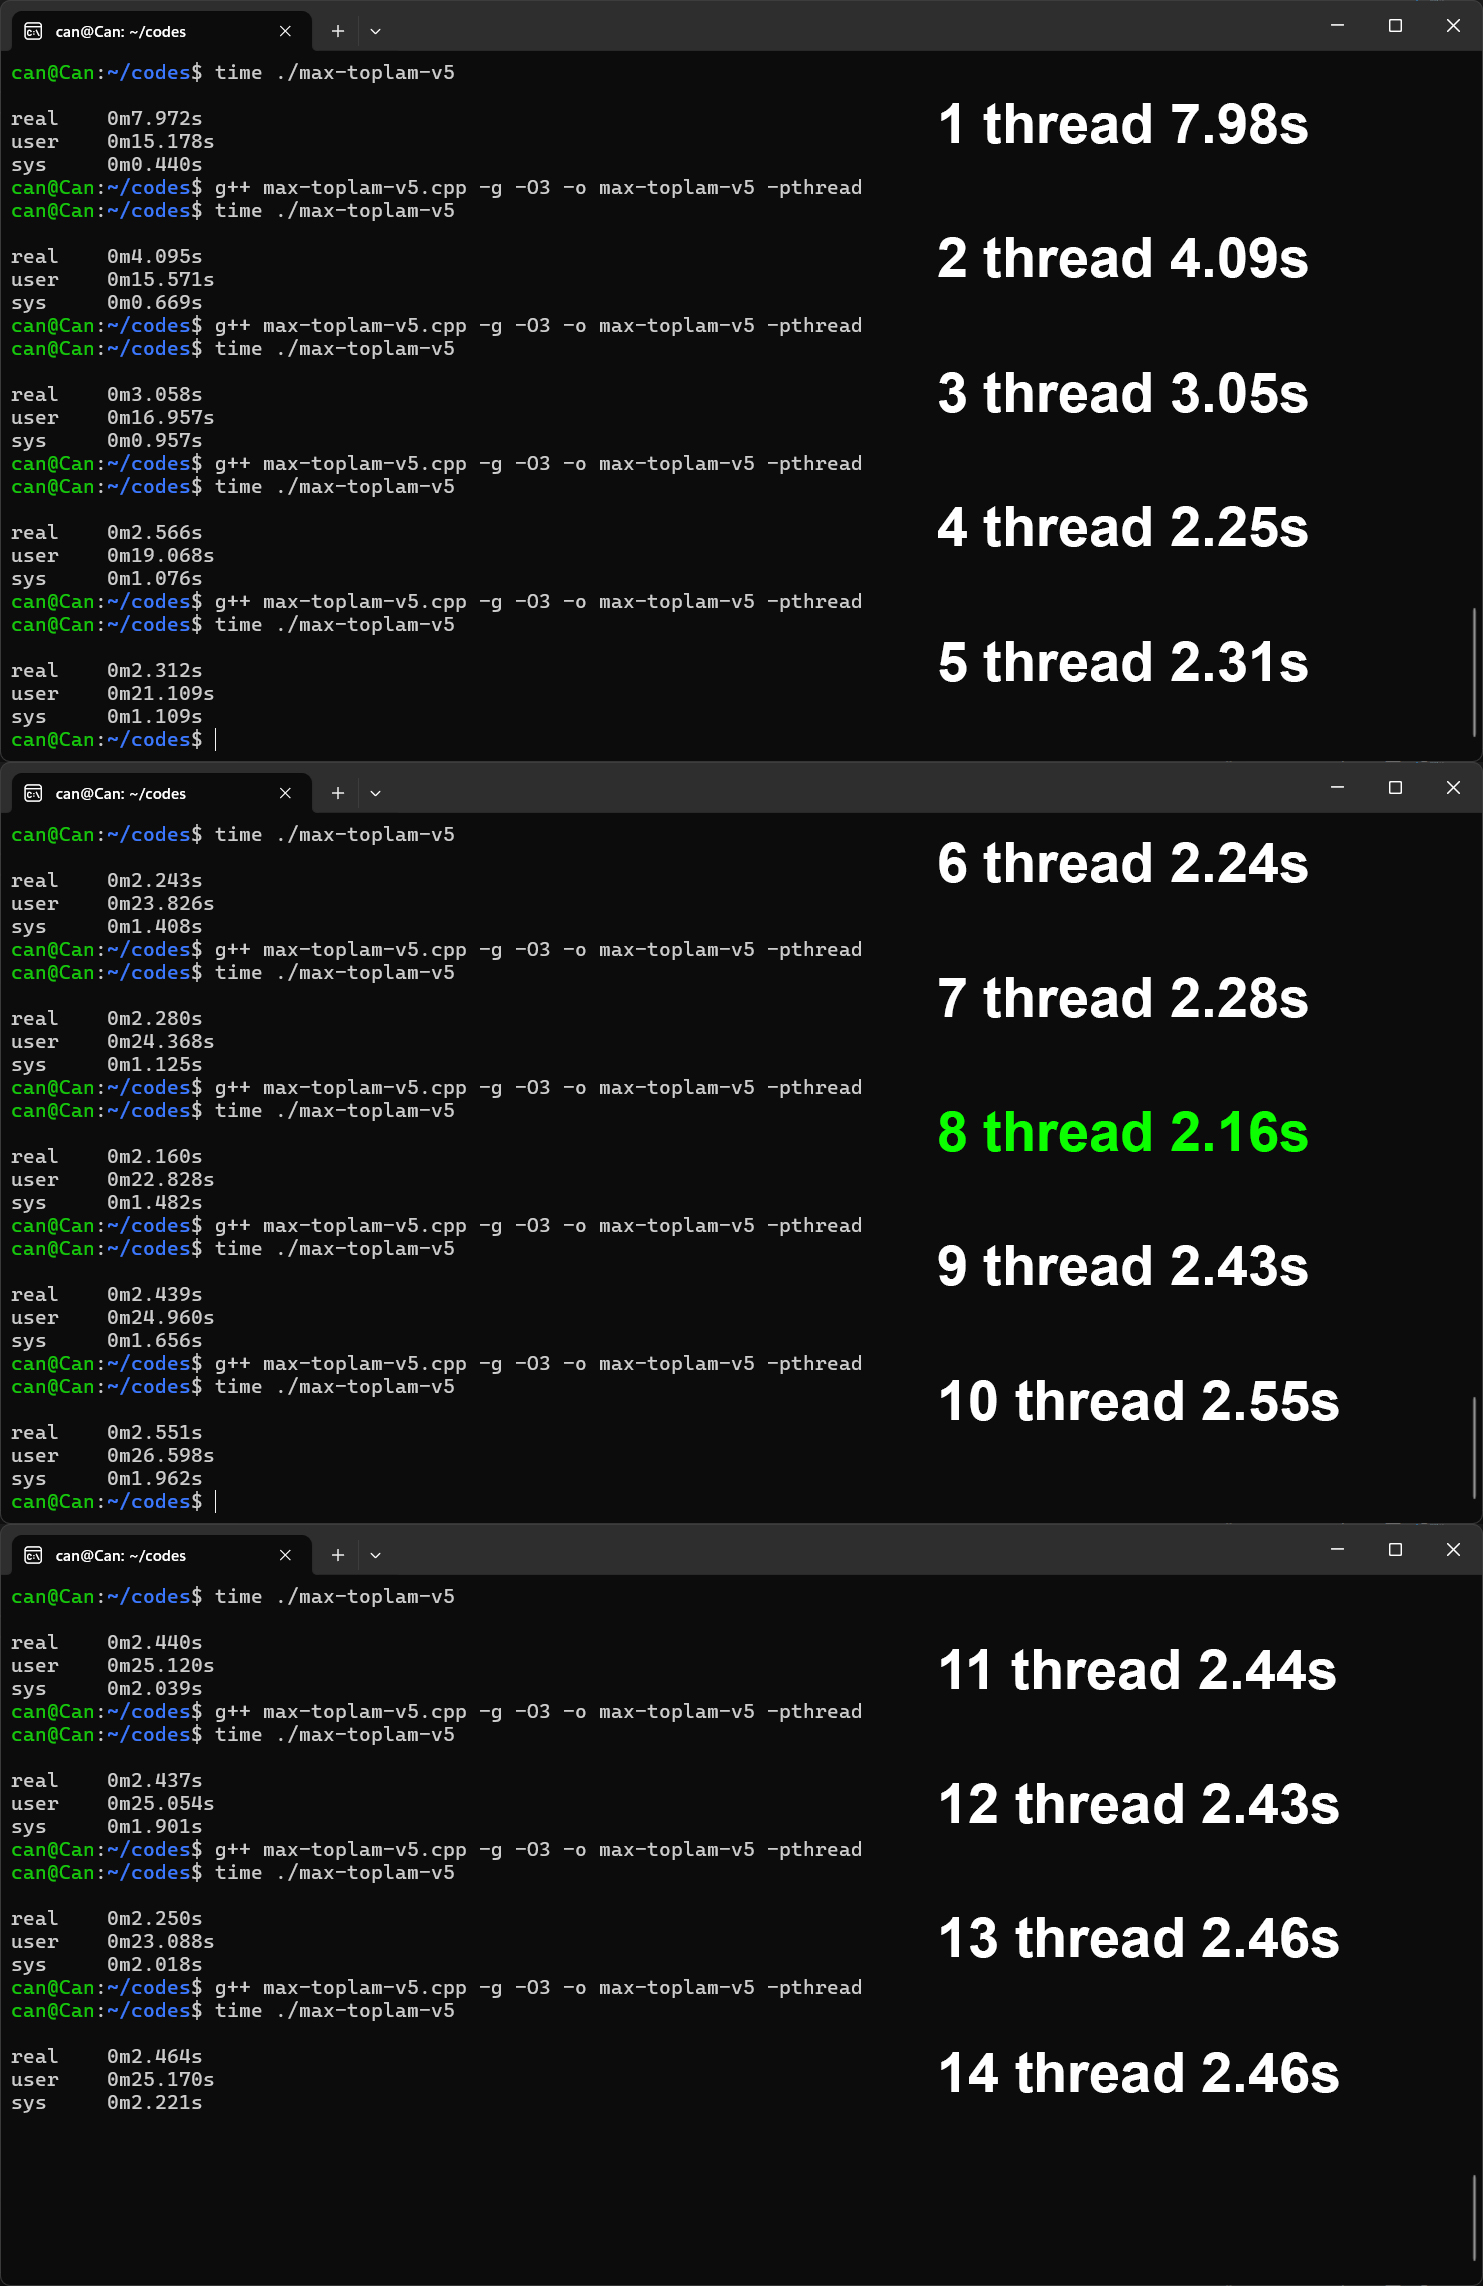 can@Can: ~/codes
can@Can:~/codes$ time ./max-toplam-v5
real 0m7.972s
1 thread 7.98s
user 0m15.178s
sys 0m0.440s
can@Can:~/codes$ g++ max-toplam-v5.cpp -g -O3 -o max-toplam-v5 -pthread
can@Can:~/codes$ time ./max-toplam-v5
real 0m4.095s
2 thread 4.09s
user 0m15.571s
sys 0m0.669s
can@Can:~/codes$ g++ max-toplam-v5.cpp -g -O3 -o max-toplam-v5 -pthread
can@Can:~/codes$ time ./max-toplam-v5
real 0m3.058s
3 thread 3.05s
user 0m16.957s
sys 0m0.957s
can@Can:~/codes$ g++ max-toplam-v5.cpp -g -O3 -o max-toplam-v5 -pthread
can@Can:~/codes$ time ./max-toplam-v5
real 0m2.566s
4 thread 2.25s
user 0m19.068s
sys 0m1.076s
can@Can:~/codes$ g++ max-toplam-v5.cpp -g -O3 -o max-toplam-v5 -pthread
can@Can:~/codes$ time ./max-toplam-v5
real 0m2.312s
5 thread 2.31s
user 0m21.109s
sys 0m1.109s
can@Can:~/codes$
can@Can: ~/codes
can@Can:~/codes$ time ./max-toplam-v5
6 thread 2.24s
real 0m2.243s
user 0m23.826s
sys 0m1.408s
can@Can:~/codes$ g++ max-toplam-v5.cpp -g -O3 -o max-toplam-v5 -pthread
can@Can:~/codes$ time ./max-toplam-v5
7 thread 2.28s
real 0m2.280s
user 0m24.368s
sys 0m1.125s
can@Can:~/codes$ g++ max-toplam-v5.cpp -g -O3 -o max-toplam-v5 -pthread
can@Can:~/codes$ time ./max-toplam-v5
8 thread 2.16s
real 0m2.160s
user 0m22.828s
sys 0m1.482s
can@Can:~/codes$ g++ max-toplam-v5.cpp -g -O3 -o max-toplam-v5 -pthread
can@Can:~/codes$ time ./max-toplam-v5
9 thread 2.43s
real 0m2.439s
user 0m24.960s
sys 0m1.656s
can@Can:~/codes$ g++ max-toplam-v5.cpp -g -O3 -o max-toplam-v5 -pthread
can@Can:~/codes$ time ./max-toplam-v5
10 thread 2.55s
real 0m2.551s
user 0m26.598s
sys 0m1.962s
can@Can:~/codes$
can@Can: ~/codes
can@Can:~/codes$ time ./max-toplam-v5
real 0m2.440s
11 thread 2.44s
user 0m25.120s
sys 0m2.039s
can@Can:~/codes$ g++ max-toplam-v5.cpp -g -O3 -o max-toplam-v5 -pthread
can@Can:~/codes$ time ./max-toplam-v5
real 0m2.437s
12 thread 2.43s
user 0m25.054s
sys 0m1.901s
can@Can:~/codes$ g++ max-toplam-v5.cpp -g -O3 -o max-toplam-v5 -pthread
can@Can:~/codes$ time ./max-toplam-v5
real 0m2.250s
13 thread 2.46s
user 0m23.088s
sys 0m2.018s
can@Can:~/codes$ g++ max-toplam-v5.cpp -g -O3 -o max-toplam-v5 -pthread
can@Can:~/codes$ time ./max-toplam-v5
real 0m2.464s
14 thread 2.46s
user 0m25.170s
sys 0m2.221s